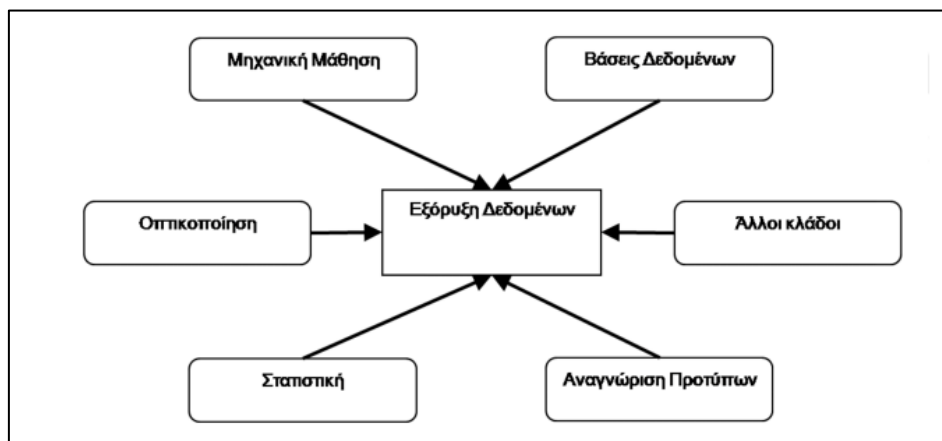 Μηχανική Μάθηση
Βάσεις Δεδομένων
Εξόρυξη Δεδομένων
Οπτικοποίηση
Άλλοι κλάδοι
Στατιστική
Αναγνώριση Προτύπων